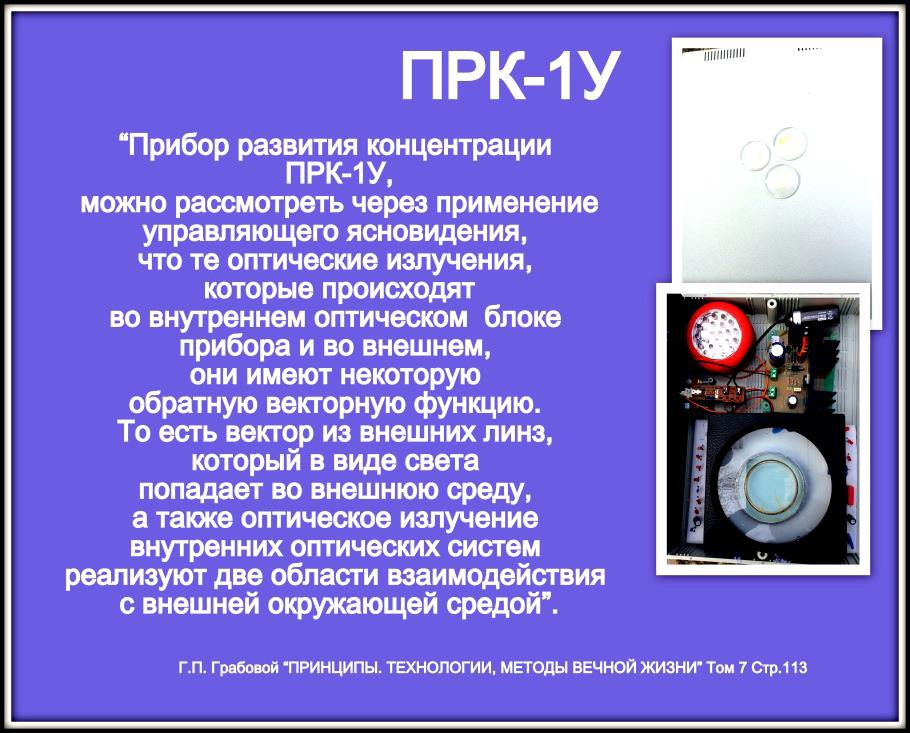 ПРК-1У
“Прибор развития концентрации
ПРК-1У,
можно рассмотреть через применение
управляющего ясновидения,
что те оптические излучения,
которые происходят
во внутреннем оптическом блоке
прибора и во внешнем,
они имеют некоторую
обратную векторную функцию.
То есть вектор из внешних линз,
который в виде света
попадает во внешнюю среду,
а также оптическое излучение
внутренних оптических систем
реализуют две области взаимодействия
с внешней окружающей средой”.
Г.П. Грабовой “ПРИНЦИПЫ. ТЕХНОЛОГИИ, МЕТОДЫ ВЕЧНОЙ ЖИЗНИ” Том 7 Стр.113